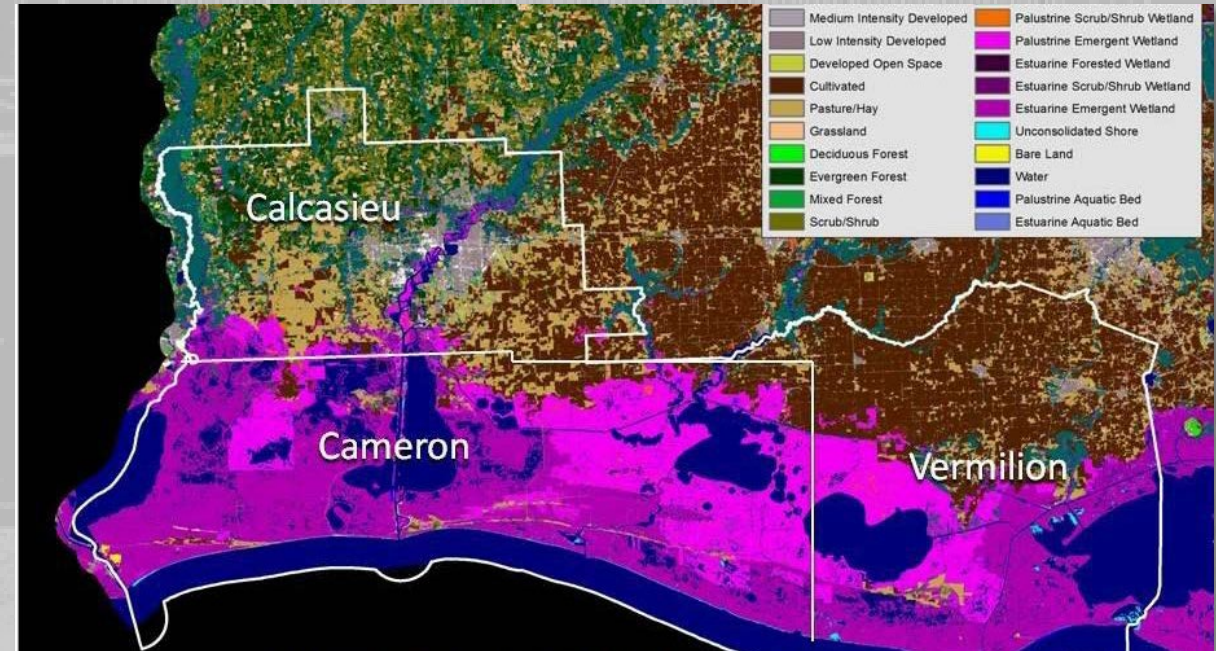 Medium Intensity Developed
Low Intensity Developed
Developed Open Space
Cultivated
Pasture/Hay
Grassland
Deciduous Forest
Evergreen Forest
Mixed Forest
Scrub/Shrub
Palustrine Scrub/Shrub Wetland
Palustrine Emergent Wetland
Estuarine Forested Wetland
Estuarine Scrub/Shrub Wetland
Estuarine Emergent Wetland
Unconsolidated Shore
Bare Land
Water
Palustrine Aquatic Bed
Estuarine Aquatic Bed
Calcasieu
Cameron
Vermilion